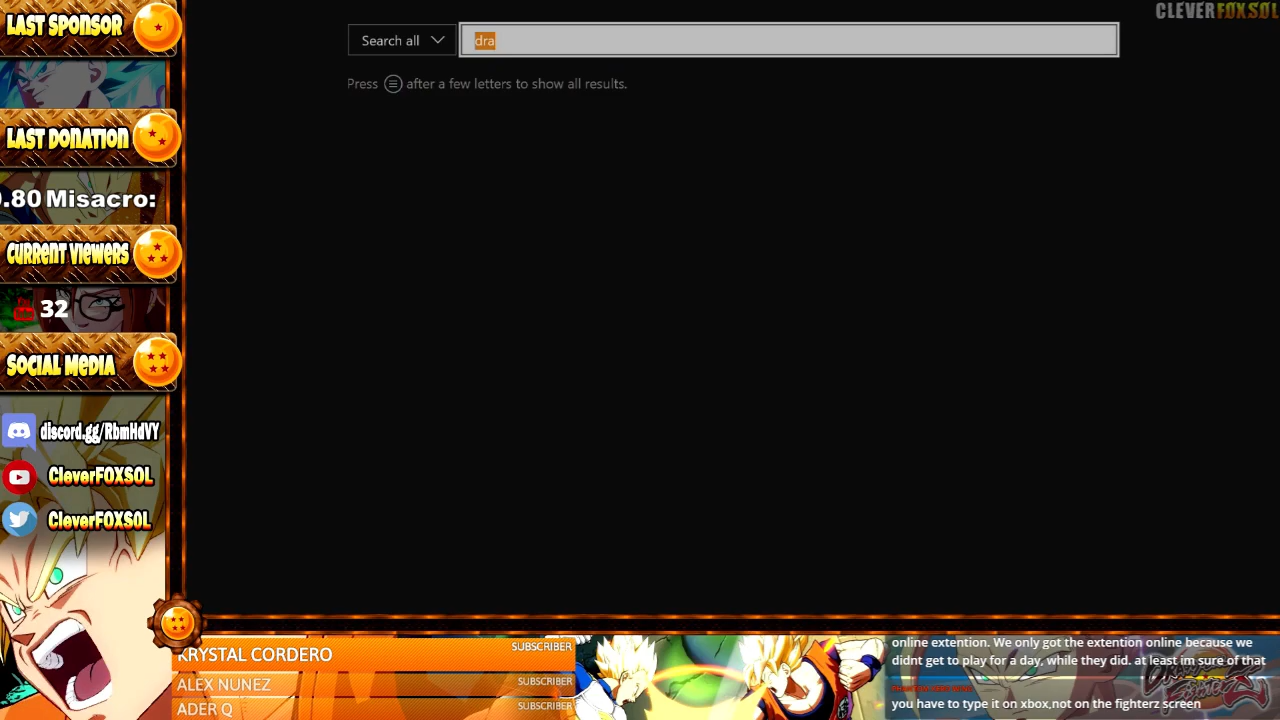 CLEVERFOXSOL
LAST SPONSOR
Search all
dra
Press after a few letters to show all results.
LAST DONATION
.80 Misacro:
CURRENT VIEWERS
32
SOCIAL MEDIA
discord.gg/RbmHdVY
CleverFOXSOL
CleverFOXSOL
KRYSTAL CORDERO SUBSCRIBER
ALEX NUNEZ SUBSCRIBER
ADER Q SUBSCRIBER
online extention. We only got the extention online because we
didnt get to play for a day, while they did. at least im sure of that
you have to type it on xbox,not on the fighterz screen